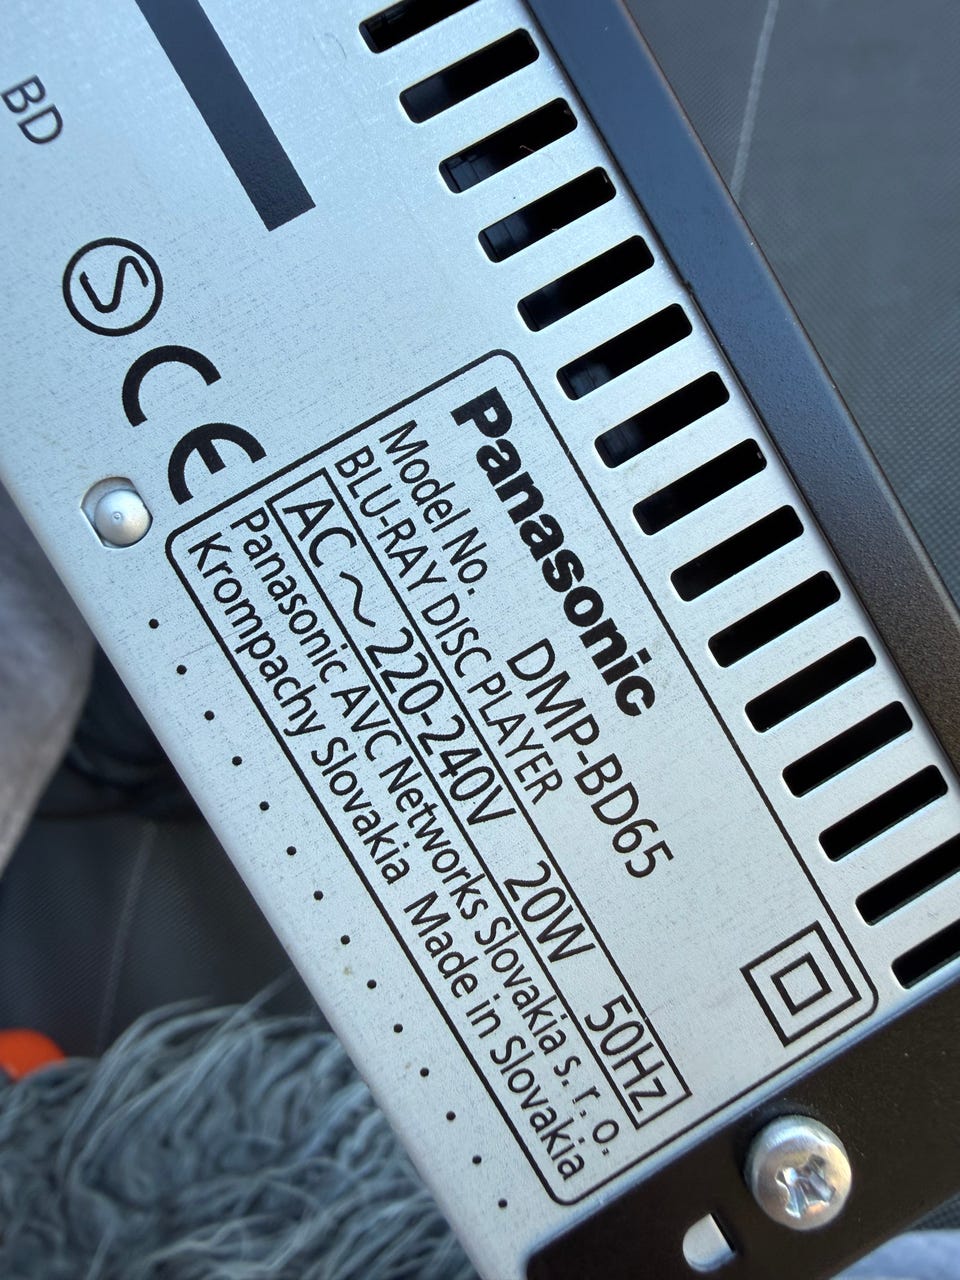 BD
S
CE
Panasonic
Model No. DMP-BD65
BLU-RAY DISC PLAYER
AC ~ 220-240V 20W 50Hz
Panasonic AVC Networks Slovakia s. r. o.
Krompachy Slovakia Made in Slovakia